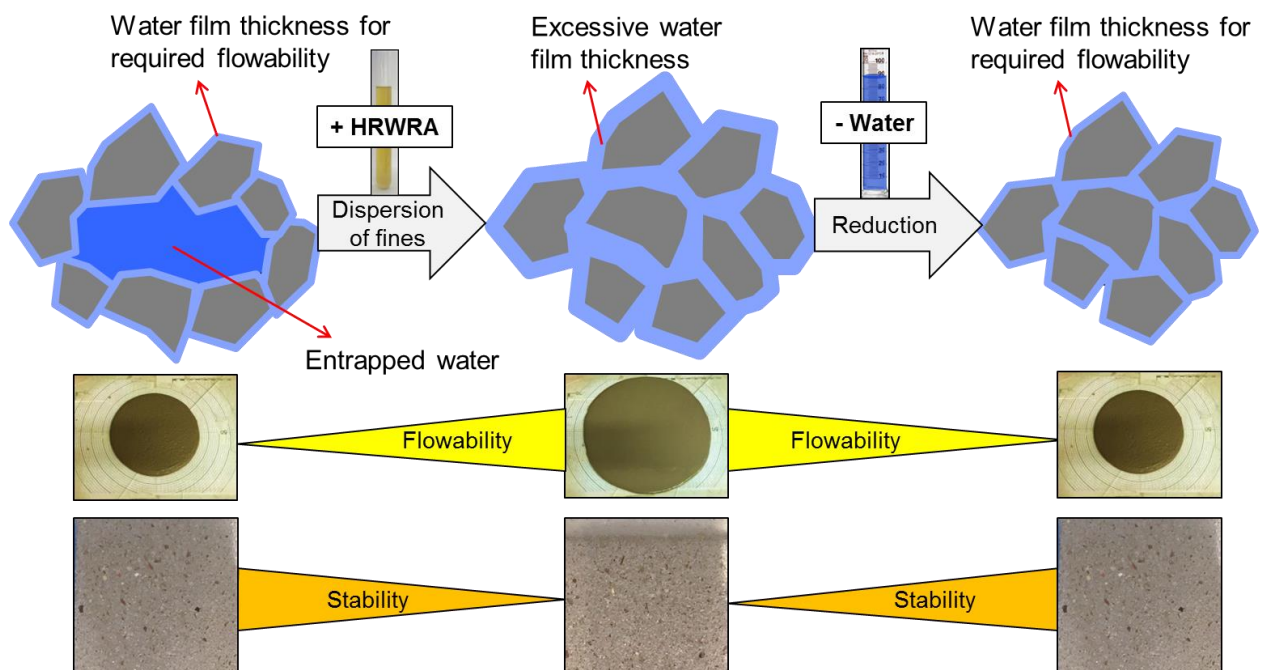 Water film thickness for
required flowability
Excessive water
film thickness
Water film thickness for
required flowability
+ HRWRA
- Water
Dispersion
of fines
Reduction
Entrapped water
Flowability
Flowability
Stability
Stability